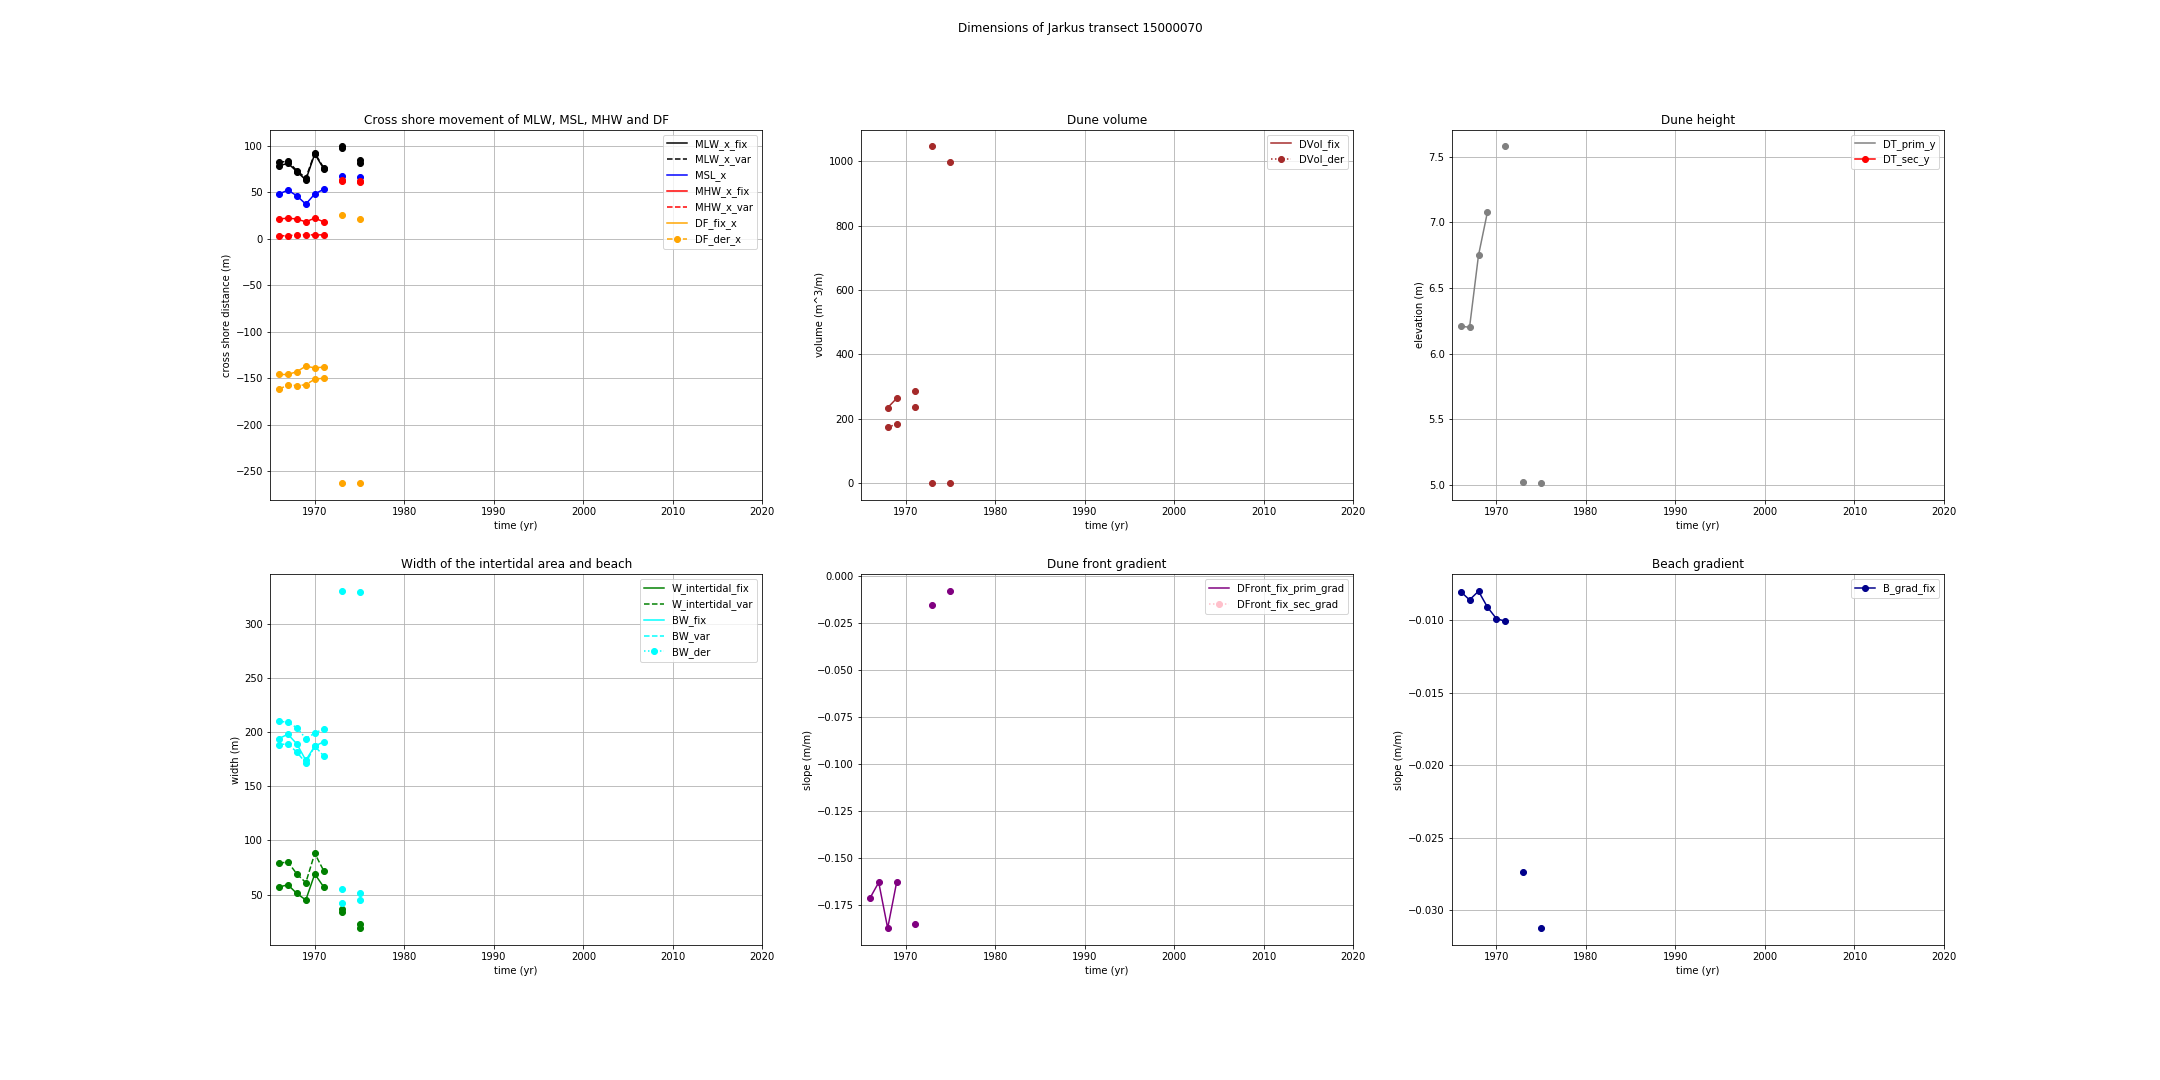 Dimensions of Jarkus transect 15000070
Cross shore movement of MLW, MSL, MHW and DF
cross shore distance (m)
100
50
0
−50
−100
−150
−200
−250
MLW_x_fix
MLW_x_var
MSL_x
MHW_x_fix
MHW_x_var
DF_fix_x
DF_der_x
1970 1980 1990 2000 2010 2020
time (yr)
Dune volume
volume (m^3/m)
1000
800
600
400
200
0
DVol_fix
DVol_der
1970 1980 1990 2000 2010 2020
time (yr)
Dune height
elevation (m)
7.5
7.0
6.5
6.0
5.5
5.0
DT_prim_y
DT_sec_y
1970 1980 1990 2000 2010 2020
time (yr)
Width of the intertidal area and beach
width (m)
300
250
200
150
100
50
W_intertidal_fix
W_intertidal_var
BW_fix
BW_var
BW_der
1970 1980 1990 2000 2010 2020
time (yr)
Dune front gradient
slope (m/m)
0.000
−0.025
−0.050
−0.075
−0.100
−0.125
−0.150
−0.175
DFront_fix_prim_grad
DFront_fix_sec_grad
1970 1980 1990 2000 2010 2020
time (yr)
Beach gradient
slope (m/m)
−0.010
−0.015
−0.020
−0.025
−0.030
B_grad_fix
1970 1980 1990 2000 2010 2020
time (yr)